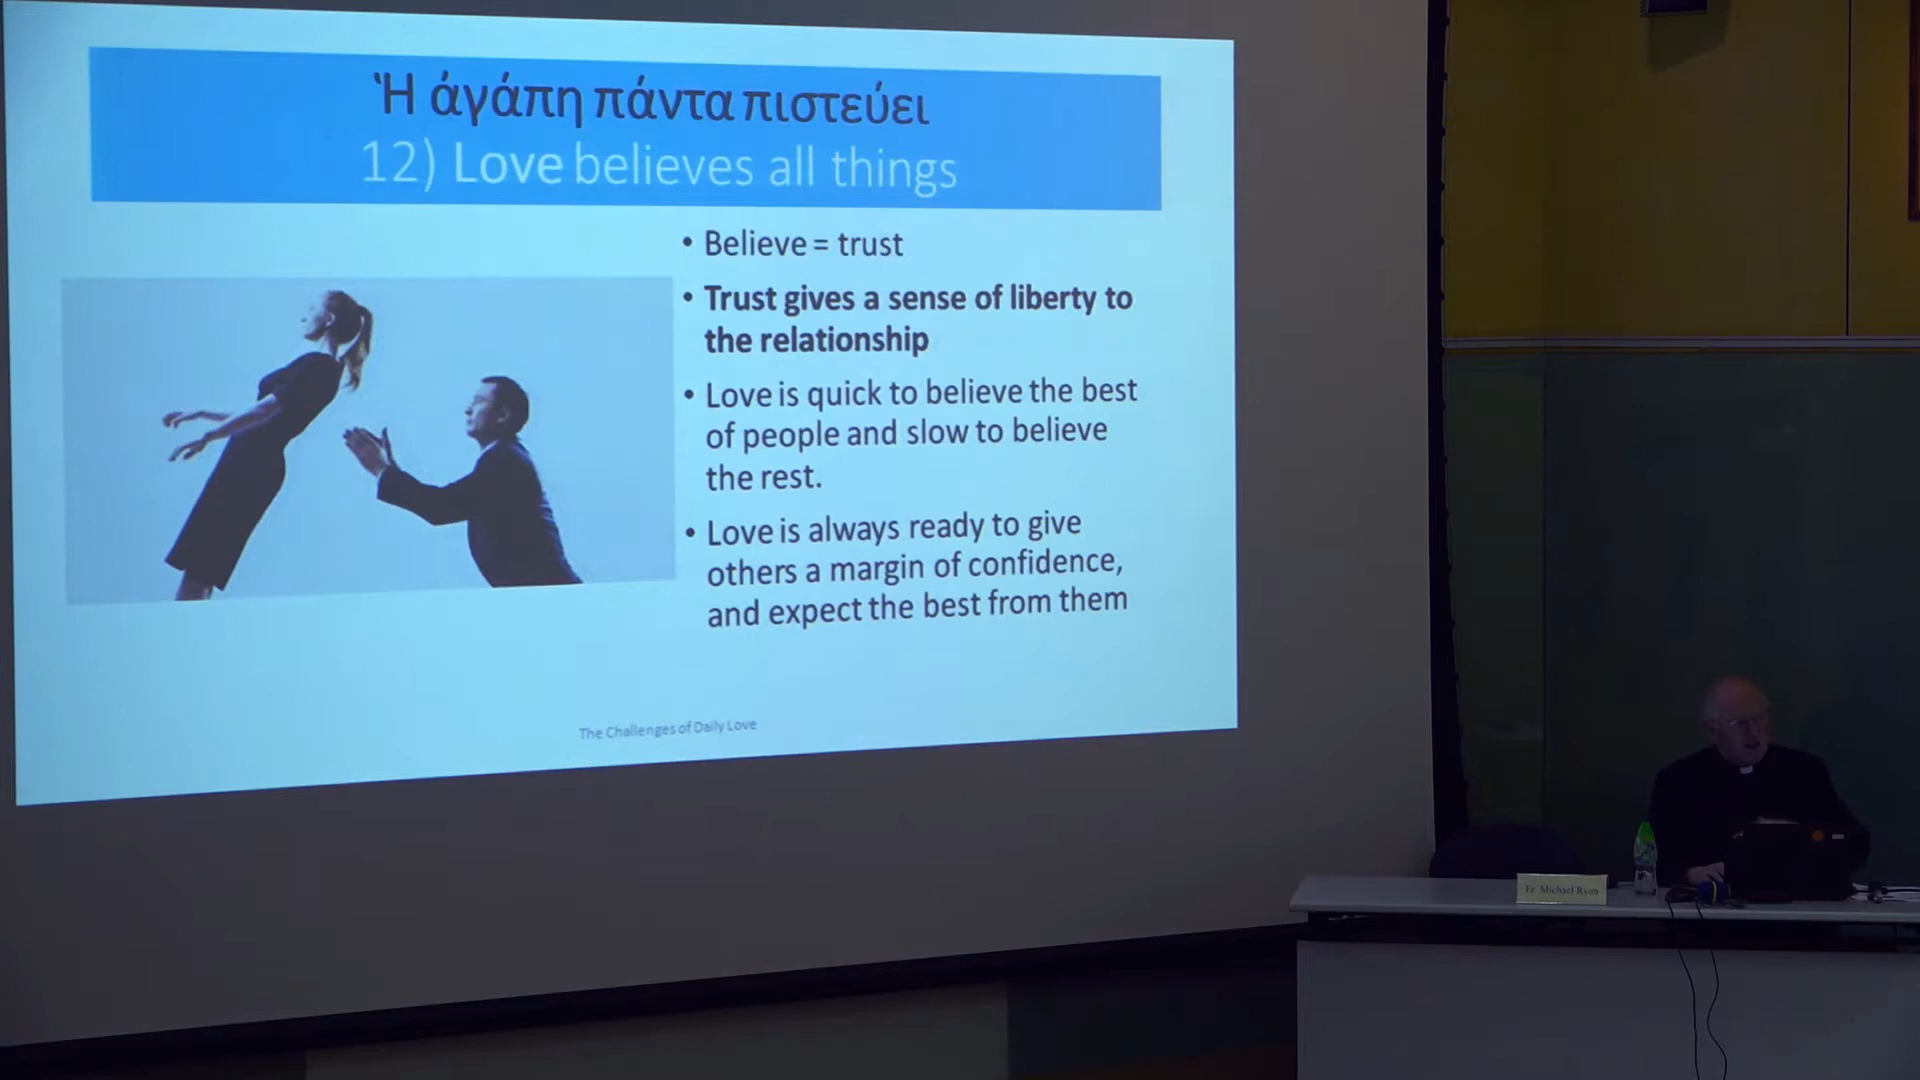 Ἡ ἀγάπη πάντα πιστεύει
12) Love believes all things
• Believe = trust
• Trust gives a sense of liberty to
the relationship
• Love is quick to believe the best
of people and slow to believe
the rest.
• Love is always ready to give
others a margin of confidence,
and expect the best from them
The Challenges of Daily Love
Fr. Michael Ryan